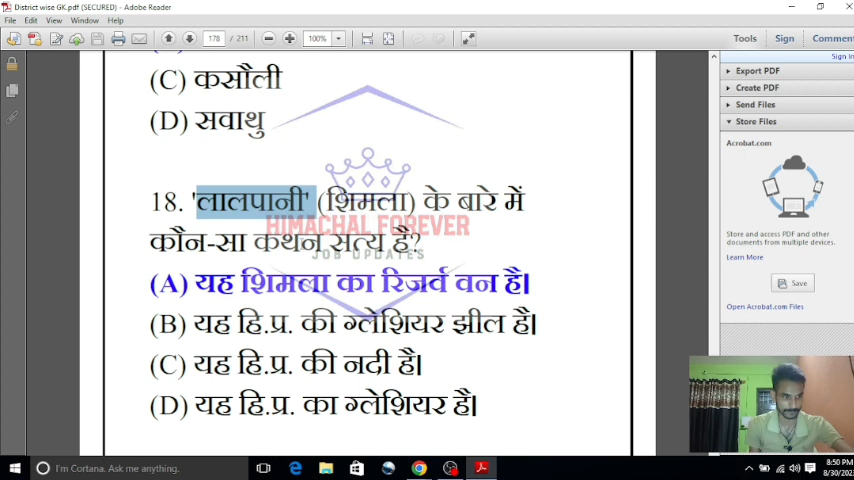 District wise GK.pdf (SECURED) - Adobe Reader
File Edit View Window Help
178 / 211 100% Tools Sign Comment
Sign In
(C) कसौली
(D) सवाथु
18. 'लालपानी' (शिमला) के बारे में
कौन-सा कथन सत्य है?
(A) यह शिमला का रिजर्व वन है।
(B) यह हि.प्र. की ग्लेशियर झील है।
(C) यह हि.प्र. की नदी है।
(D) यह हि.प्र. का ग्लेशियर है।
HIMACHAL FOREVER
JOB UPDATES
Export PDF
Create PDF
Send Files
Store Files
Acrobat.com
Store and access PDF and other
documents from multiple devices.
Learn More
Save
Open Acrobat.com Files
I'm Cortana. Ask me anything.
8:50 PM